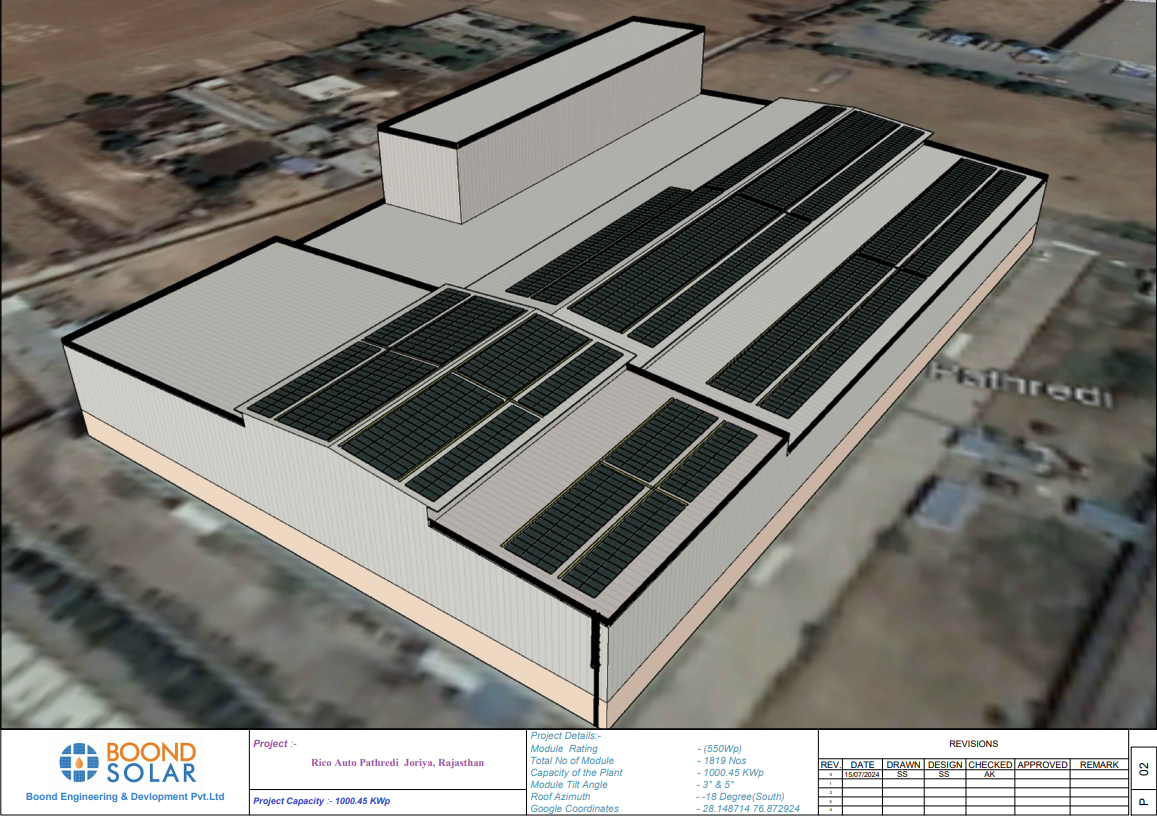 Pathredi
BOOND
SOLAR
Boond Engineering & Devlopment Pvt.Ltd
Project :-
Rico Auto Pathredi Joriya, Rajasthan
Project Capacity :- 1000.45 KWp
Project Details:-
Module Rating - (550Wp)
Total No of Module - 1819 Nos
Capacity of the Plant - 1000.45 KWp
Module Tilt Angle - 3° & 5°
Roof Azimuth - -18 Degree(South)
Google Coordinates - 28.148714 76.872924
REVISIONS
REV. DATE DRAWN DESIGN CHECKED APPROVED REMARK
0 15/07/2024 SS SS AK
1
2
3
4
02
P